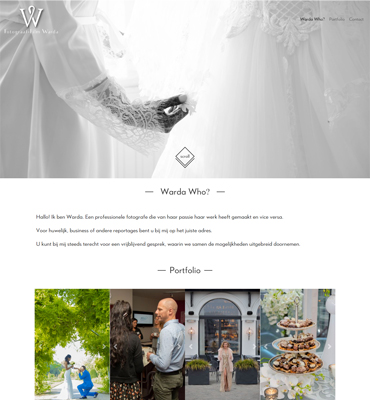 W
Warda Who? Portfolio Contact
scroll
Warda Who?
Hallo! Ik ben Warda. Een professionele fotografe die van haar passie haar werk heeft gemaakt en vice versa.
Voor huwelijk, business of andere reportages bent u bij mij op het juiste adres.
U kunt bij mij steeds terecht voor een vrijblijvend gesprek, waarin we samen de mogelijkheden uitgebreid doornemen.
Portfolio